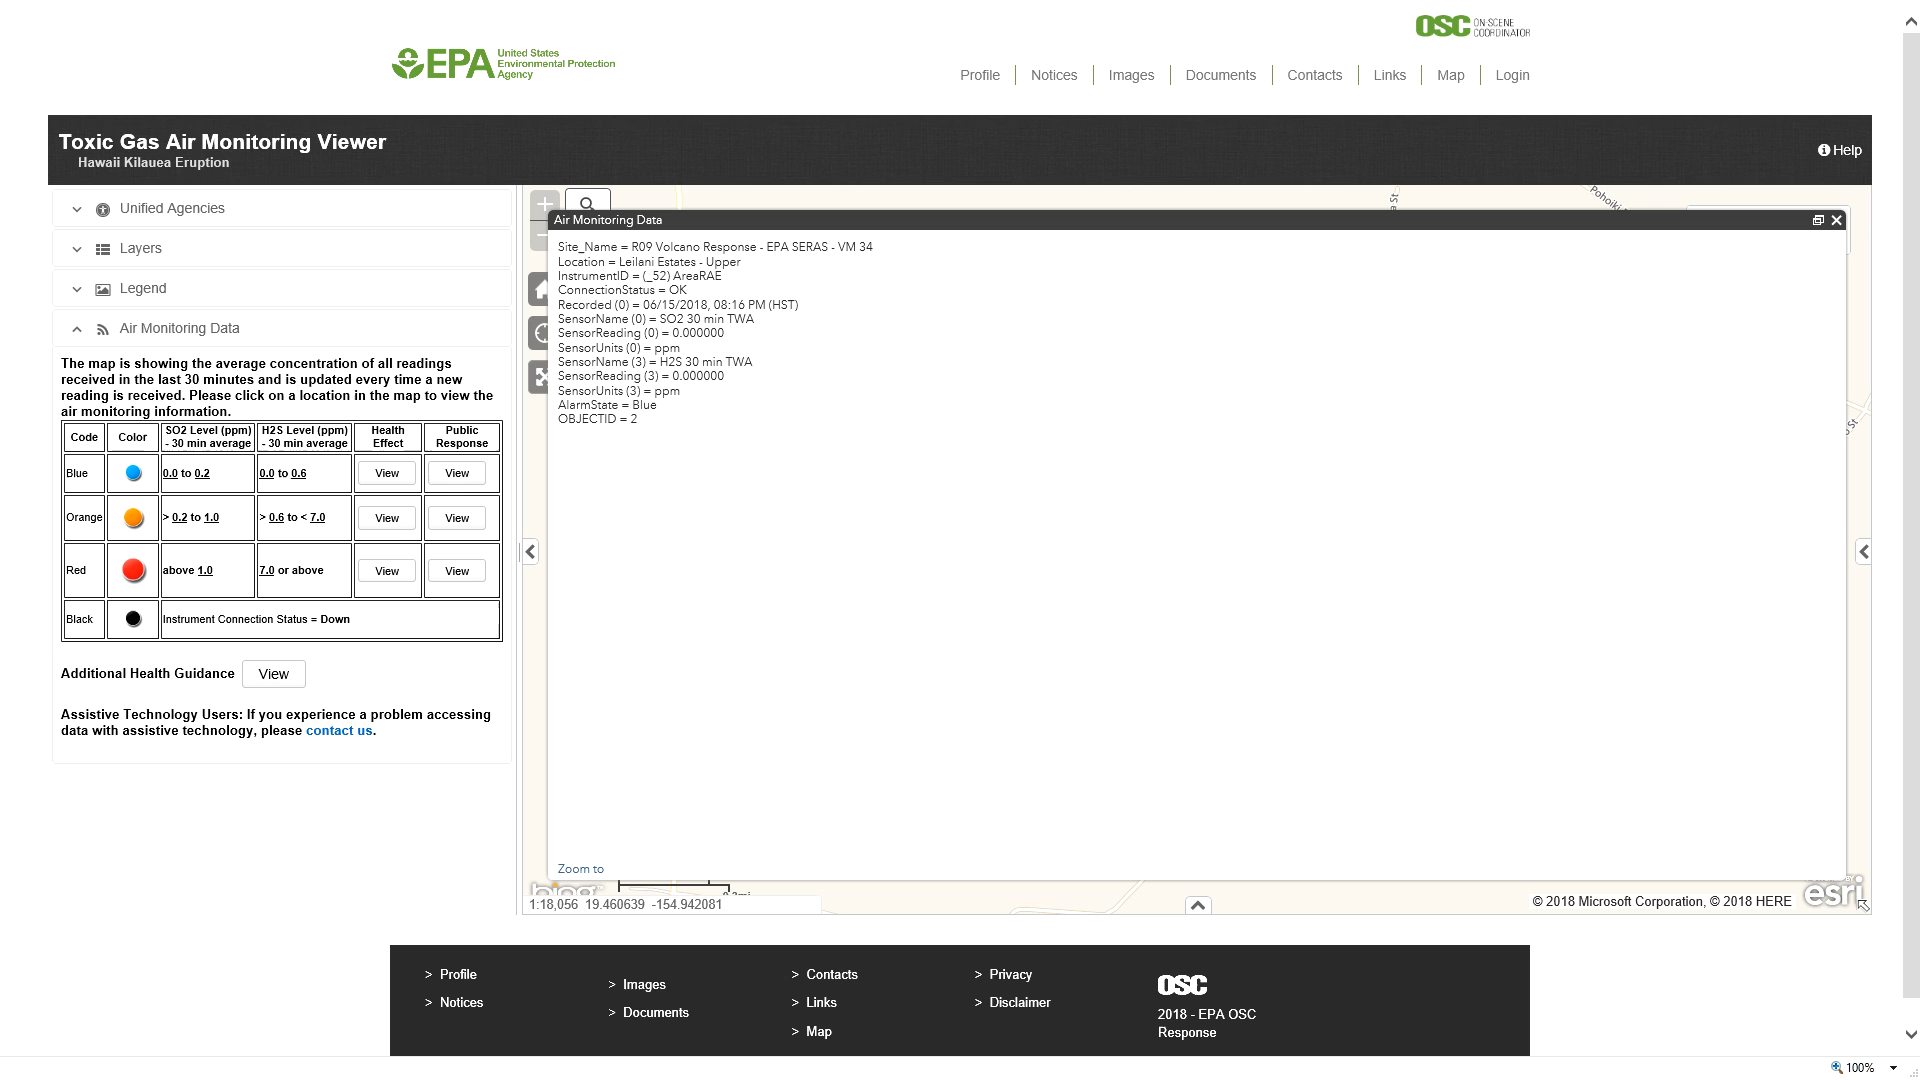 OSC ON-SCENE COORDINATOR
EPA United States Environmental Protection Agency
Profile
Notices
Images
Documents
Contacts
Links
Map
Login
Toxic Gas Air Monitoring Viewer
Hawaii Kilauea Eruption
Help
Unified Agencies
Layers
Legend
Air Monitoring Data
The map is showing the average concentration of all readings
received in the last 30 minutes and is updated every time a new
reading is received. Please click on a location in the map to view the
air monitoring information.
Code Color SO2 Level (ppm) - 30 min average H2S Level (ppm) - 30 min average Health Effect Public Response
Blue 0.0 to 0.2 0.0 to 0.6 View View
Orange > 0.2 to 1.0 > 0.6 to < 7.0 View View
Red above 1.0 7.0 or above View View
Black Instrument Connection Status = Down
Additional Health Guidance View
Assistive Technology Users: If you experience a problem accessing
data with assistive technology, please contact us.
Pohoiki
St
Air Monitoring Data
Site_Name = R09 Volcano Response - EPA SERAS - VM 34
Location = Leilani Estates - Upper
InstrumentID = (_52) AreaRAE
ConnectionStatus = OK
Recorded (0) = 06/15/2018, 08:16 PM (HST)
SensorName (0) = SO2 30 min TWA
SensorReading (0) = 0.000000
SensorUnits (0) = ppm
SensorName (3) = H2S 30 min TWA
SensorReading (3) = 0.000000
SensorUnits (3) = ppm
AlarmState = Blue
OBJECTID = 2
St
Zoom to
bing
1:18,056 19.460639 -154.942081
© 2018 Microsoft Corporation, © 2018 HERE
esri
> Profile
> Notices
> Images
> Documents
> Contacts
> Links
> Map
> Privacy
> Disclaimer
OSC
2018 - EPA OSC
Response
100%